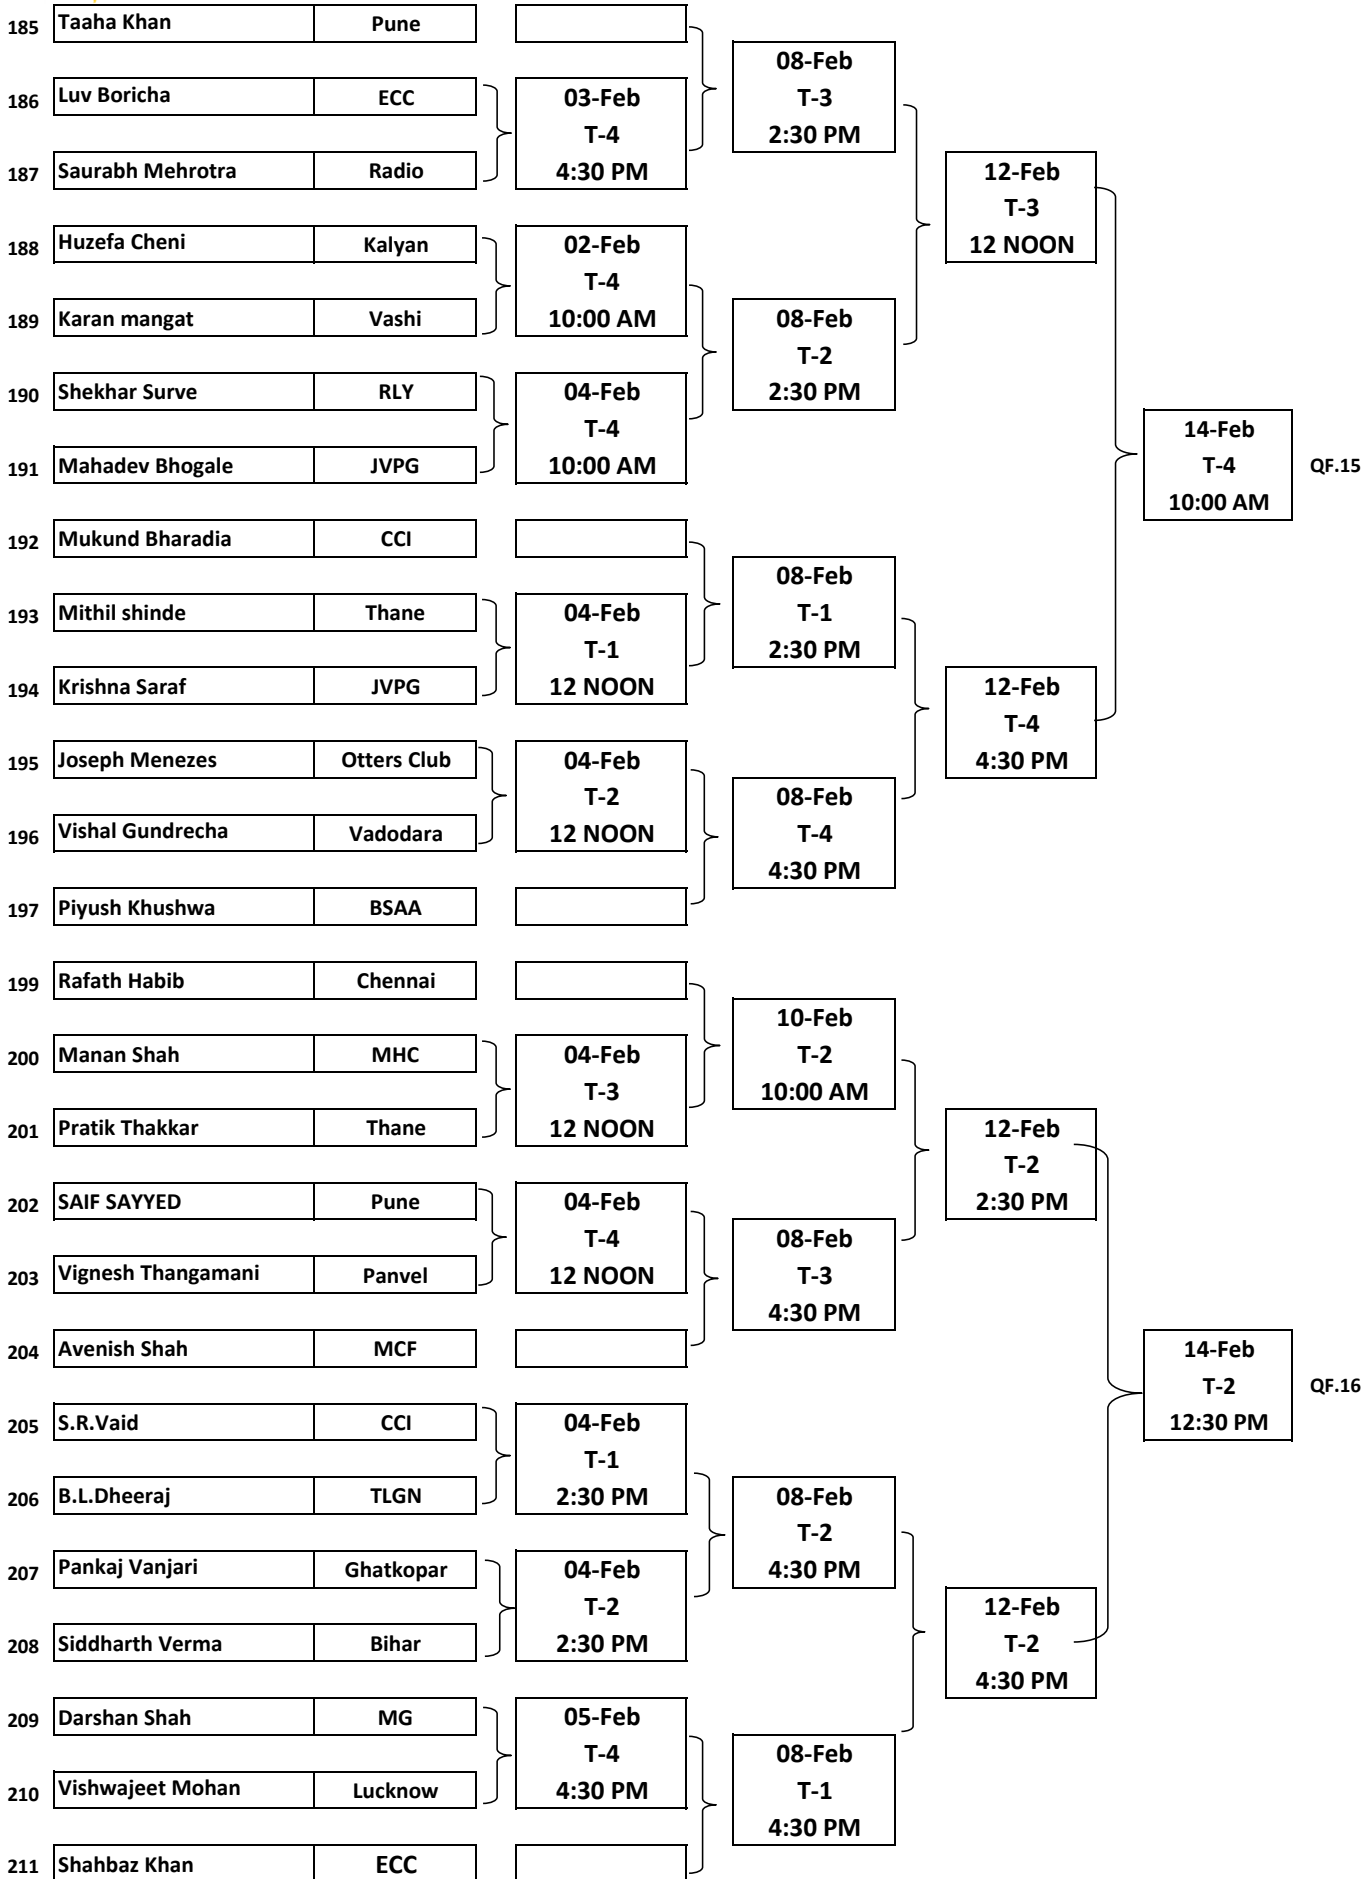 185 Taaha Khan Pune
08-Feb
186 Luv Boricha ECC 03-Feb T-3
T-4 2:30 PM
187 Saurabh Mehrotra Radio 4:30 PM 12-Feb
T-3
188 Huzefa Cheni Kalyan 02-Feb 12 NOON
T-4
189 Karan mangat Vashi 10:00 AM 08-Feb
T-2
190 Shekhar Surve RLY 04-Feb 2:30 PM
T-4 14-Feb
191 Mahadev Bhogale JVPG 10:00 AM T-4 QF.15
10:00 AM
192 Mukund Bharadia CCI
08-Feb
193 Mithil shinde Thane 04-Feb T-1
T-1 2:30 PM
194 Krishna Saraf JVPG 12 NOON 12-Feb
T-4
195 Joseph Menezes Otters Club 04-Feb 4:30 PM
T-2 08-Feb
196 Vishal Gundrecha Vadodara 12 NOON T-4
4:30 PM
197 Piyush Khushwa BSAA
199 Rafath Habib Chennai
10-Feb
200 Manan Shah MHC 04-Feb T-2
T-3 10:00 AM
201 Pratik Thakkar Thane 12 NOON 12-Feb
T-2
202 SAIF SAYYED Pune 04-Feb 2:30 PM
T-4 08-Feb
203 Vignesh Thangamani Panvel 12 NOON T-3
4:30 PM
204 Avenish Shah MCF 14-Feb
T-2 QF.16
205 S.R.Vaid CCI 04-Feb 12:30 PM
T-1
206 B.L.Dheeraj TLGN 2:30 PM 08-Feb
T-2
207 Pankaj Vanjari Ghatkopar 04-Feb 4:30 PM
T-2 12-Feb
208 Siddharth Verma Bihar 2:30 PM T-2
4:30 PM
209 Darshan Shah MG 05-Feb
T-4 08-Feb
210 Vishwajeet Mohan Lucknow 4:30 PM T-1
4:30 PM
211 Shahbaz Khan ECC